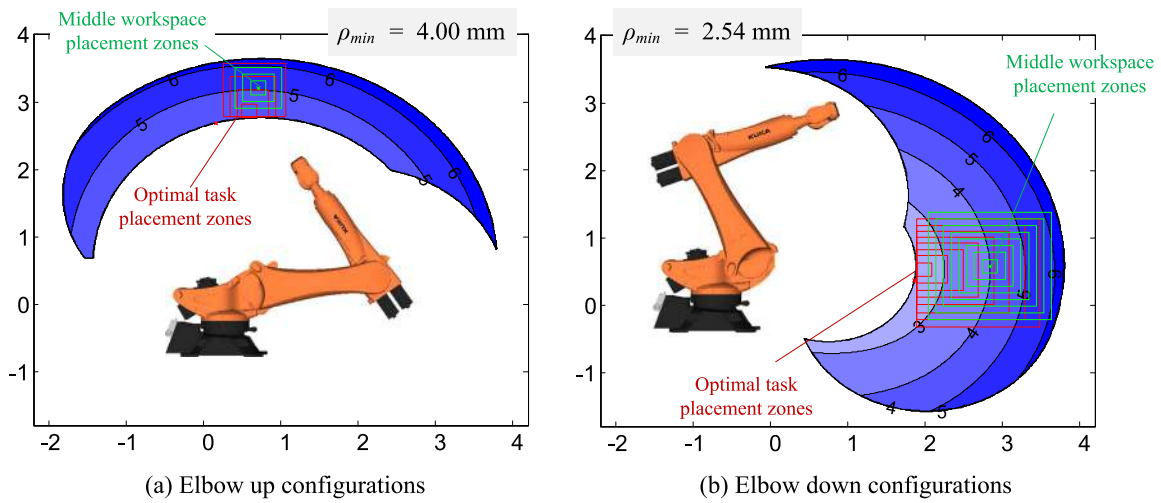 Middle workspace
placement zones
ρmin = 4.00 mm
4
3
2
1
0
-1
-2
-1
0
1
2
3
4
6
6
5
5
5
6
Optimal task
placement zones
KUKA
(a) Elbow up configurations
ρmin = 2.54 mm
Middle workspace
placement zones
4
3
2
1
0
-1
-2
-1
0
1
2
3
4
6
5
4
6
5
3
4
4
5
KUKA
Optimal task
placement zones
(b) Elbow down configurations